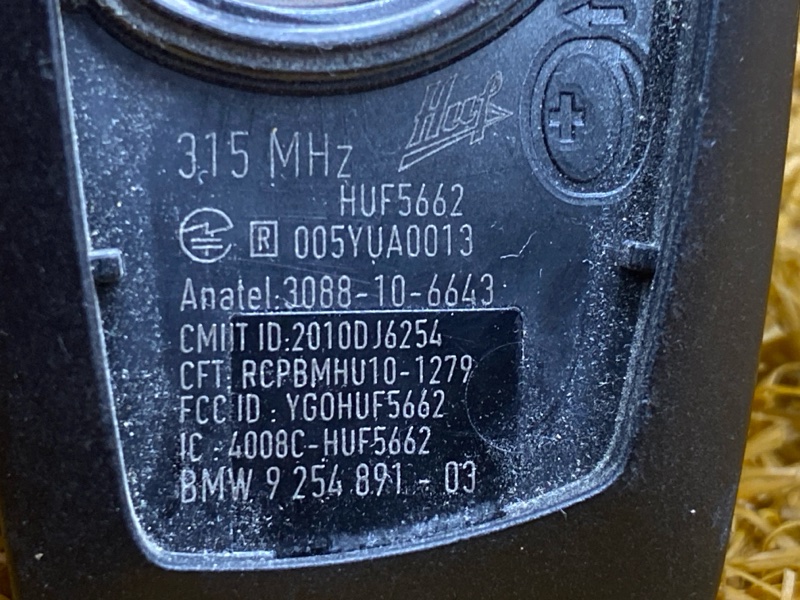 Huf
315 MHz
HUF5662
R 005YUA0013
Anatel:3088-10-6643
CMIIT ID:2010DJ6254
CFT: RCPBMHU10-1279
FCC ID : YGOHUF5662
IC : 4008C-HUF5662
BMW 9 254 891 - 03